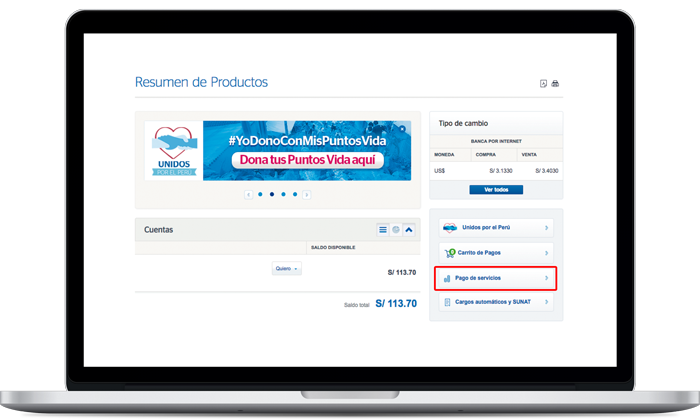 Resumen de Productos
UNIDOS
POR EL PERÚ
#YoDonoConMisPuntosVida
Dona tus Puntos Vida aquí
Cuentas
SALDO DISPONIBLE
Quiero
S/ 113.70
Saldo total S/ 113.70
Tipo de cambio
BANCA POR INTERNET
MONEDA COMPRA VENTA
US$ S/ 3.1330 S/ 3.4030
Ver todos
Unidos por el Perú
Carrito de Pagos
Pago de servicios
Cargos automáticos y SUNAT